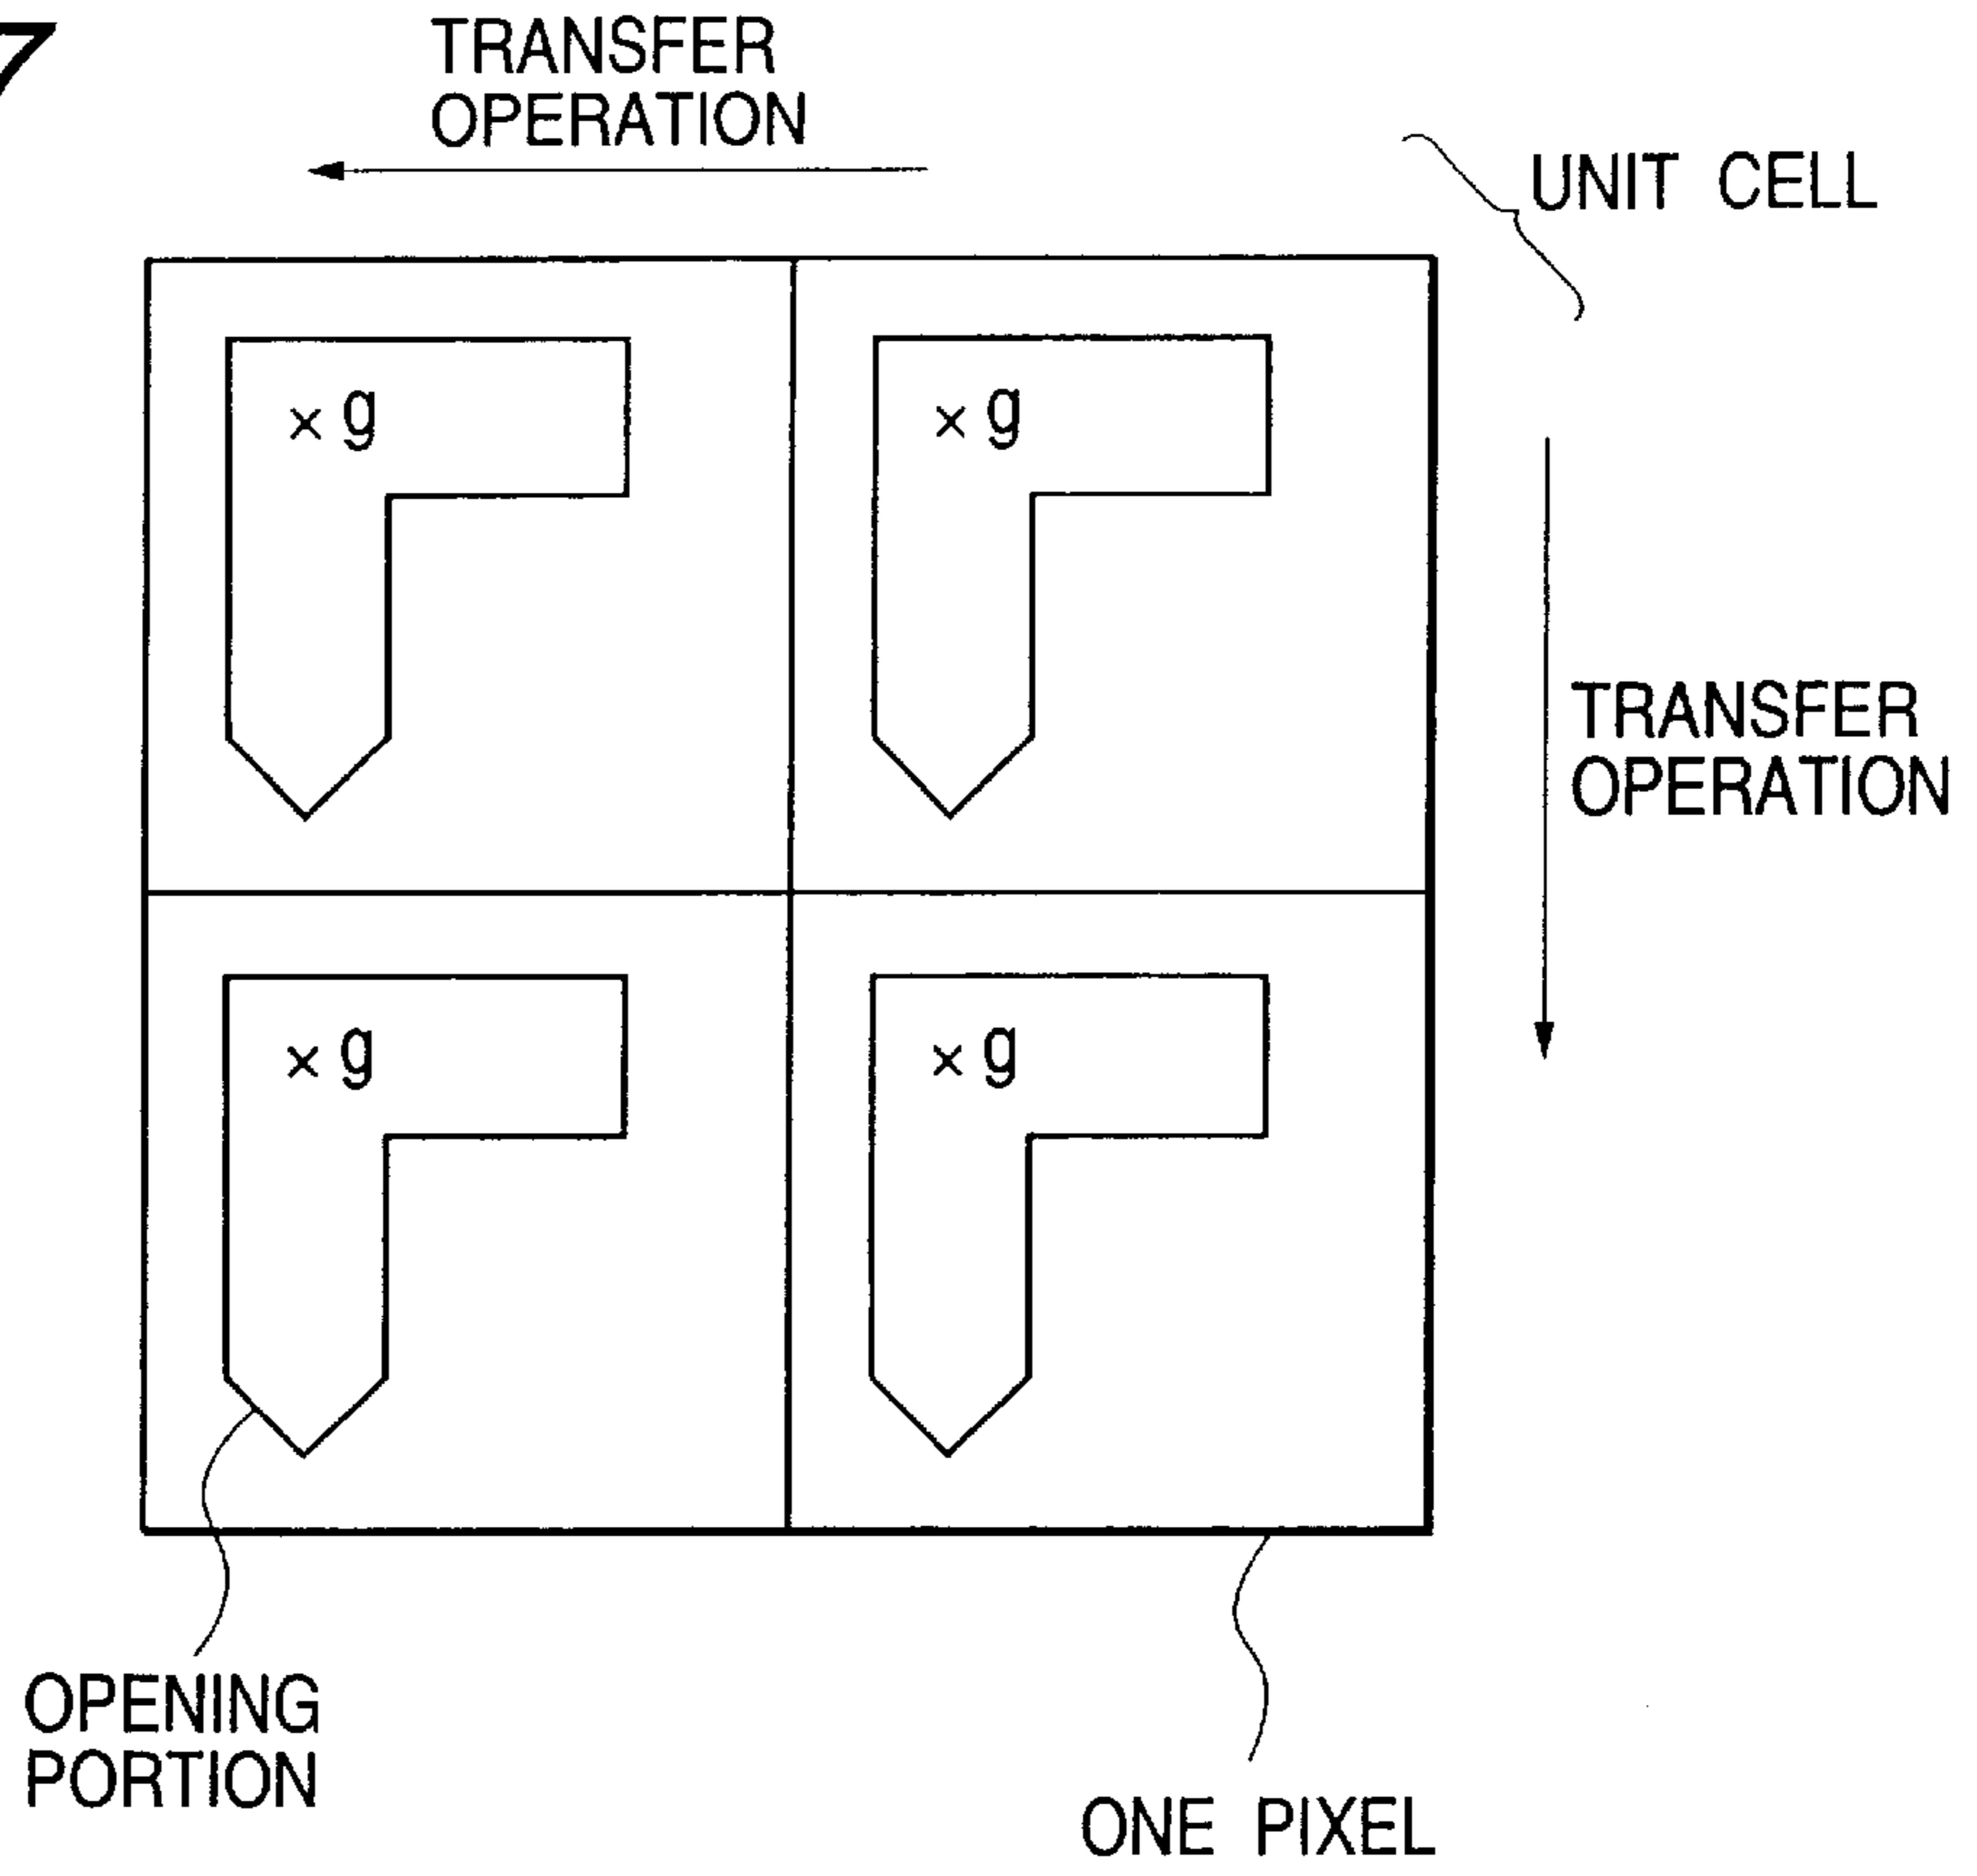 7
TRANSFER
OPERATION
UNIT CELL
× g
× g
TRANSFER
OPERATION
× g
× g
OPENING
PORTION
ONE PIXEL